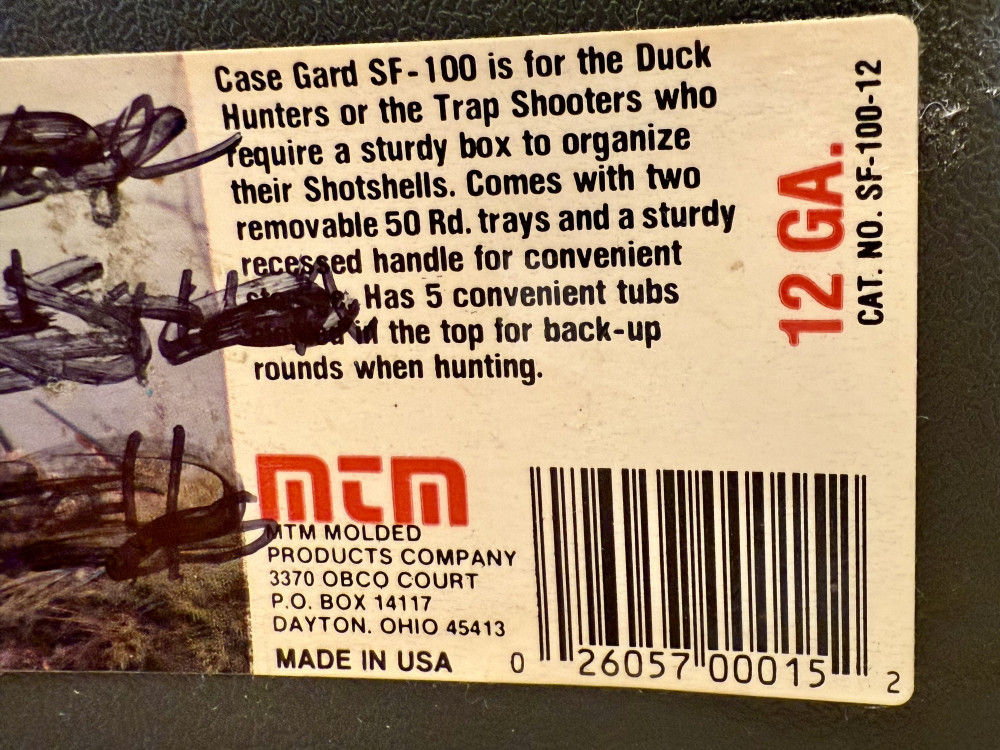 Case Gard SF-100 is for the Duck
Hunters or the Trap Shooters who
require a sturdy box to organize
their Shotshells. Comes with two
removable 50 Rd. trays and a sturdy
recessed handle for convenient
Has 5 convenient tubs
in the top for back-up
rounds when hunting.
12 GA.
CAT. NO. SF-100-12
mtm
MTM MOLDED
PRODUCTS COMPANY
3370 OBCO COURT
P.O. BOX 14117
DAYTON. OHIO 45413
MADE IN USA
0 26057 00015 2